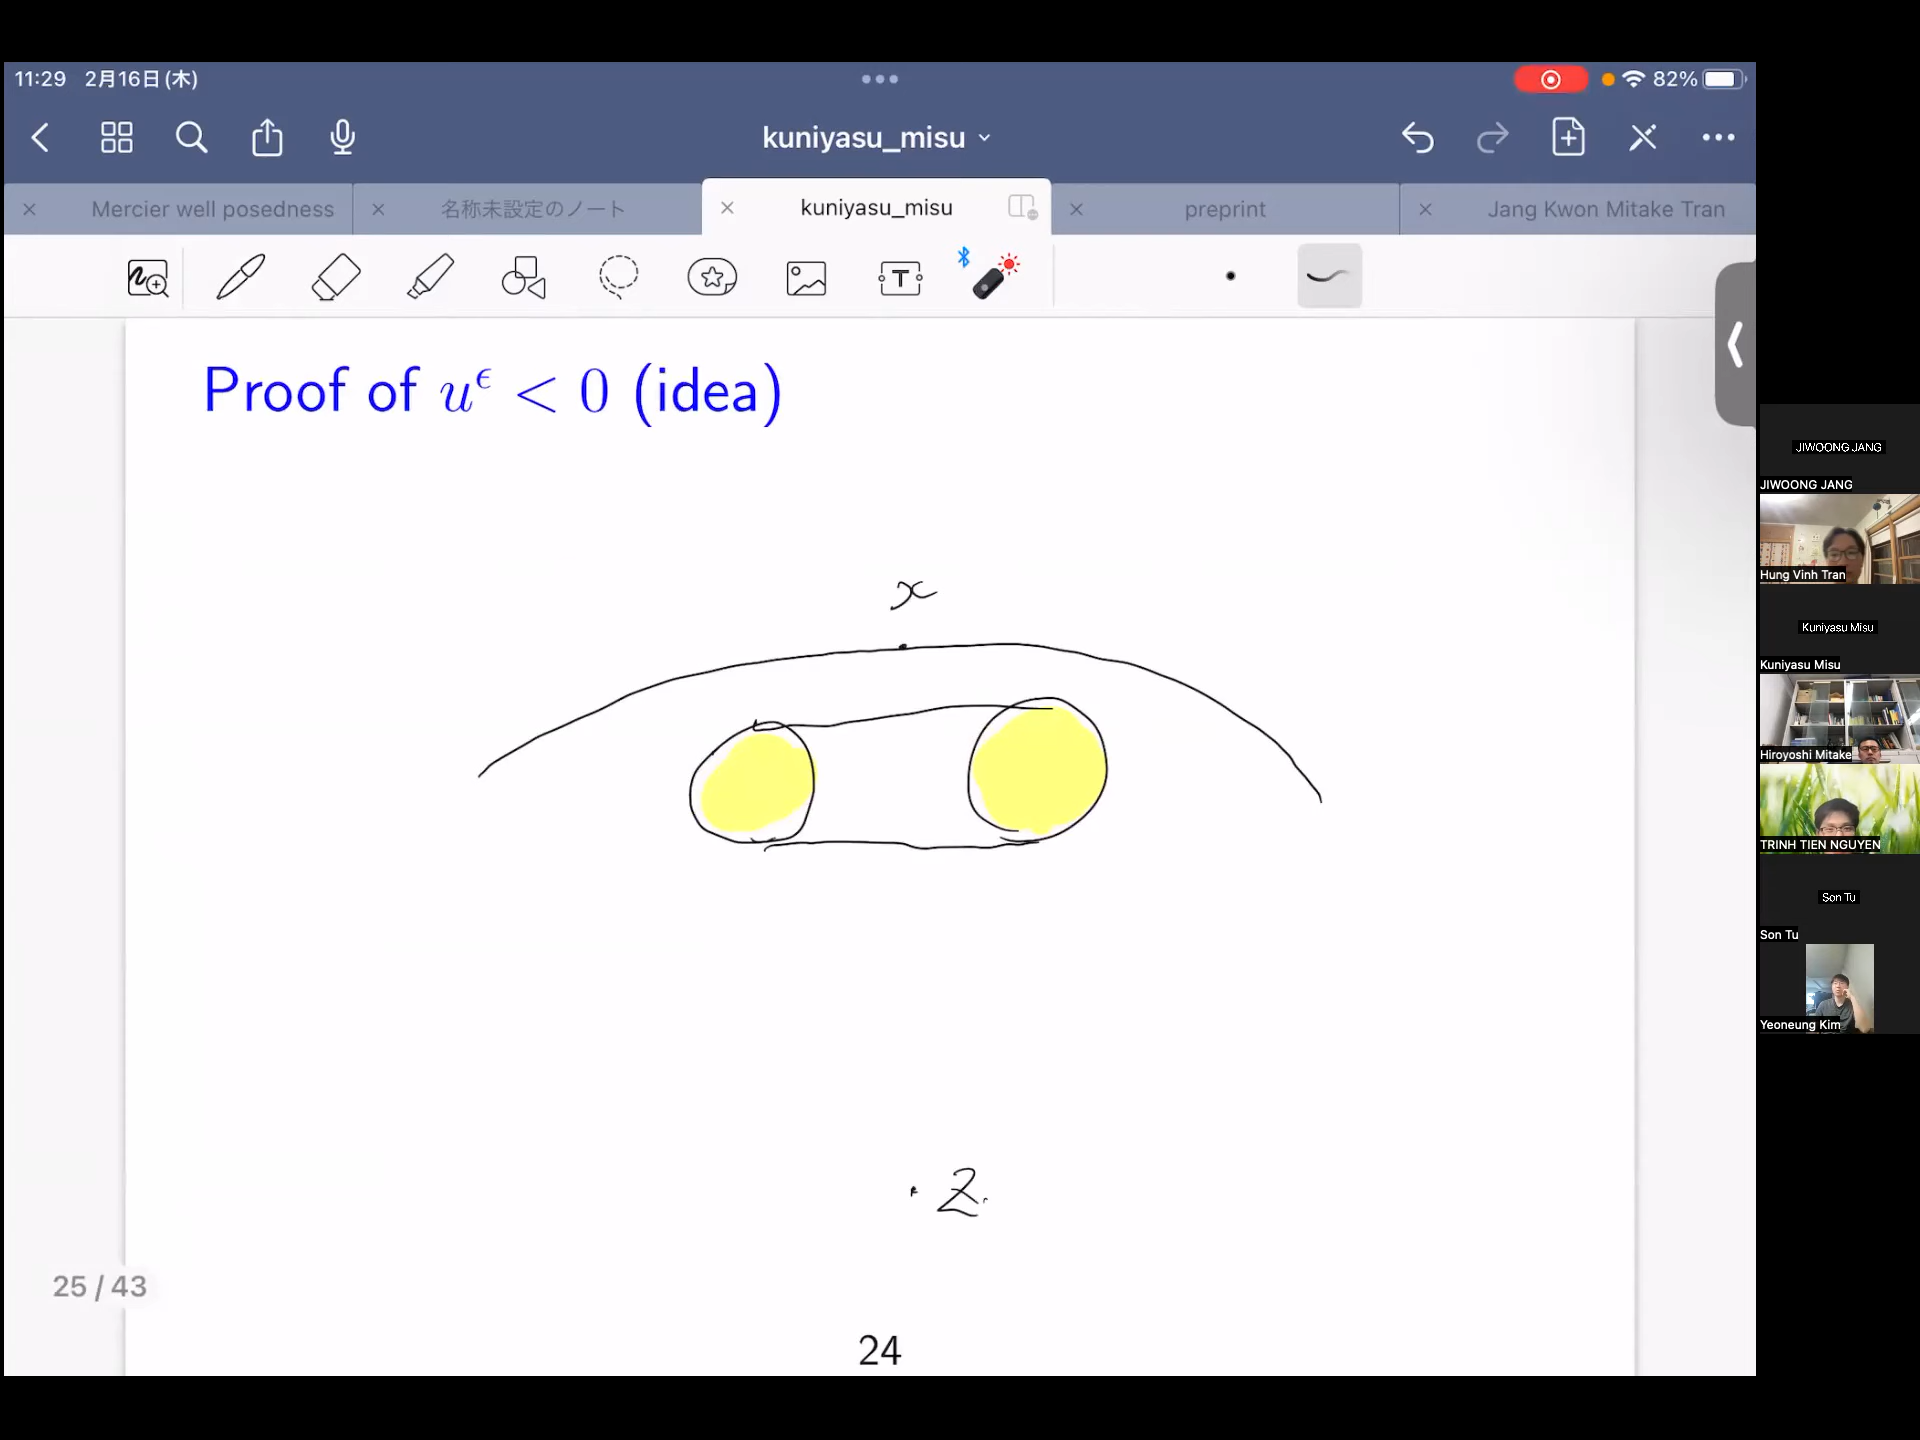 11:29 2月16日(木)
82%
kuniyasu_misu
Mercier well posedness
名称未設定のノート
kuniyasu_misu
preprint
Jang Kwon Mitake Tran
T
Proof of u^ϵ < 0 (idea)
x
z
25 / 43
24
JIWOONG JANG
JIWOONG JANG
Hung Vinh Tran
Kuniyasu Misu
Kuniyasu Misu
Hiroyoshi Mitake
TRINH TIEN NGUYEN
Son Tu
Son Tu
Yeoneung Kim